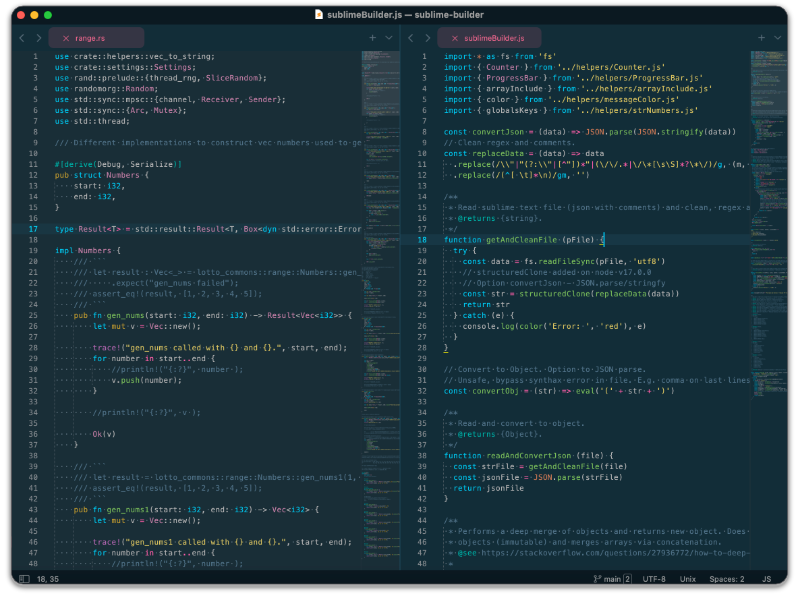 sublimeBuilder.js — sublime-builder
range.rs
1 use crate::helpers::vec_to_string;
2 use crate::settings::Settings;
3 use rand::prelude::{thread_rng, SliceRandom};
4 use randomorg::Random;
5 use std::sync::mpsc::{channel, Receiver, Sender};
6 use std::sync::{Arc, Mutex};
7 use std::thread;
8
9 /// Different implementations to construct vec numbers used to ge
10
11 #[derive(Debug, Serialize)]
12 pub struct Numbers {
13 start: i32,
14 end: i32,
15 }
16
17 type Result<T> = std::result::Result<T, Box<dyn std::error::Error
18
19 impl Numbers {
20 /// ```
21 /// let result : Vec<_> = lotto_commons::range::Numbers::gen_
22 /// .expect("gen_nums failed");
23 /// assert_eq!(result, [1, 2, 3, 4, 5]);
24 /// ```
25 pub fn gen_nums(start: i32, end: i32) -> Result<Vec<i32>> {
26 let mut v = Vec::new();
27
28 trace!("gen_nums called with {} and {}.", start, end);
29 for number in start..end {
30 //println!("{:?}", number );
31 v.push(number);
32 }
33
34 //println!("{:?}", v );
35
36 Ok(v)
37 }
38
39 /// ```
40 /// let result = lotto_commons::range::Numbers::gen_nums1(1,
41 /// assert_eq!(result, [1, 2, 3, 4, 5]);
42 /// ```
43 pub fn gen_nums1(start: i32, end: i32) -> Vec<i32> {
44 let mut v = Vec::new();
45
46 trace!("gen_nums1 called with {} and {}.", start, end);
47 for number in start..end {
48 //println!("{:?}", number );
sublimeBuilder.js
1 import * as fs from 'fs'
2 import { Counter } from '../helpers/Counter.js'
3 import { ProgressBar } from '../helpers/ProgressBar.js'
4 import { arrayInclude } from '../helpers/arrayInclude.js'
5 import { color } from '../helpers/messageColor.js'
6 import { globalsKeys } from '../helpers/strNumbers.js'
7
8 const convertJson = (data) => JSON.parse(JSON.stringify(data))
9 // Clean regex and comments.
10 const replaceData = (data) => data
11 .replace(/\\"|"(?:\\"|[^"])*"|(\/\/.*|\/\*[\s\S]*?\*\/)/g, (m,
12 .replace(/(^[ \t]*\n)/gm, '')
13
14 /**
15 * Read sublime text file (json with comments) and clean, regex a
16 * @returns {string}.
17 */
18 function getAndCleanFile (pFile) {
19 try {
20 const data = fs.readFileSync(pFile, 'utf8')
21 // structuredClone added on node v17.0.0
22 // Option convertJson - JSON.parse/stringfy
23 const str = structuredClone(replaceData(data))
24 return str
25 } catch (e) {
26 console.log(color('Error: ', 'red'), e)
27 }
28 }
29
30 // Convert to Object. Option to JSON.parse.
31 // Unsafe, bypass synthax error in file. E.g. comma on last lines
32 const convertObj = (str) => eval('(' + str + ')')
33
34 /**
35 * Read and convert to object.
36 * @returns {Object}.
37 */
38 function readAndConvertJson (file) {
39 const strFile = getAndCleanFile(file)
40 const jsonFile = JSON.parse(strFile)
41 return jsonFile
42 }
43
44 /**
45 * Performs a deep merge of objects and returns new object. Does
46 * objects (immutable) and merges arrays via concatenation.
47 * @see https://stackoverflow.com/questions/27936772/how-to-deep-
48 *
18, 35
main 2 UTF-8 Unix Spaces: 2 JS